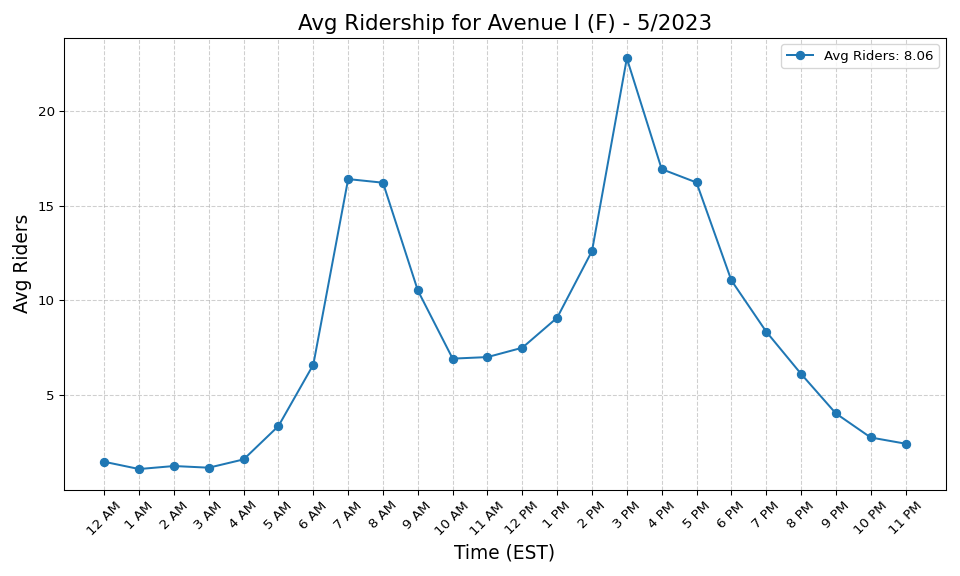 Avg Ridership for Avenue I (F) - 5/2023
Avg Riders: 8.06
Avg Riders
20
15
10
5
12 AM
1 AM
2 AM
3 AM
4 AM
5 AM
6 AM
7 AM
8 AM
9 AM
10 AM
11 AM
12 PM
1 PM
2 PM
3 PM
4 PM
5 PM
6 PM
7 PM
8 PM
9 PM
10 PM
11 PM
Time (EST)